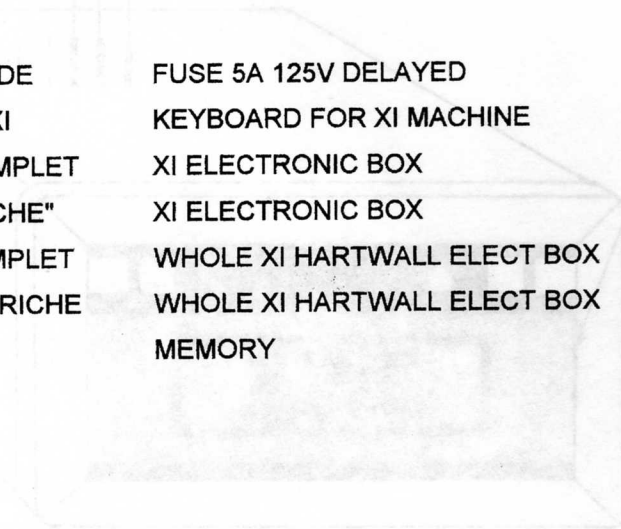 DE FUSE 5A 125V DELAYED
XI KEYBOARD FOR XI MACHINE
MPLET XI ELECTRONIC BOX
CHE" XI ELECTRONIC BOX
MPLET WHOLE XI HARTWALL ELECT BOX
RICHE WHOLE XI HARTWALL ELECT BOX
MEMORY